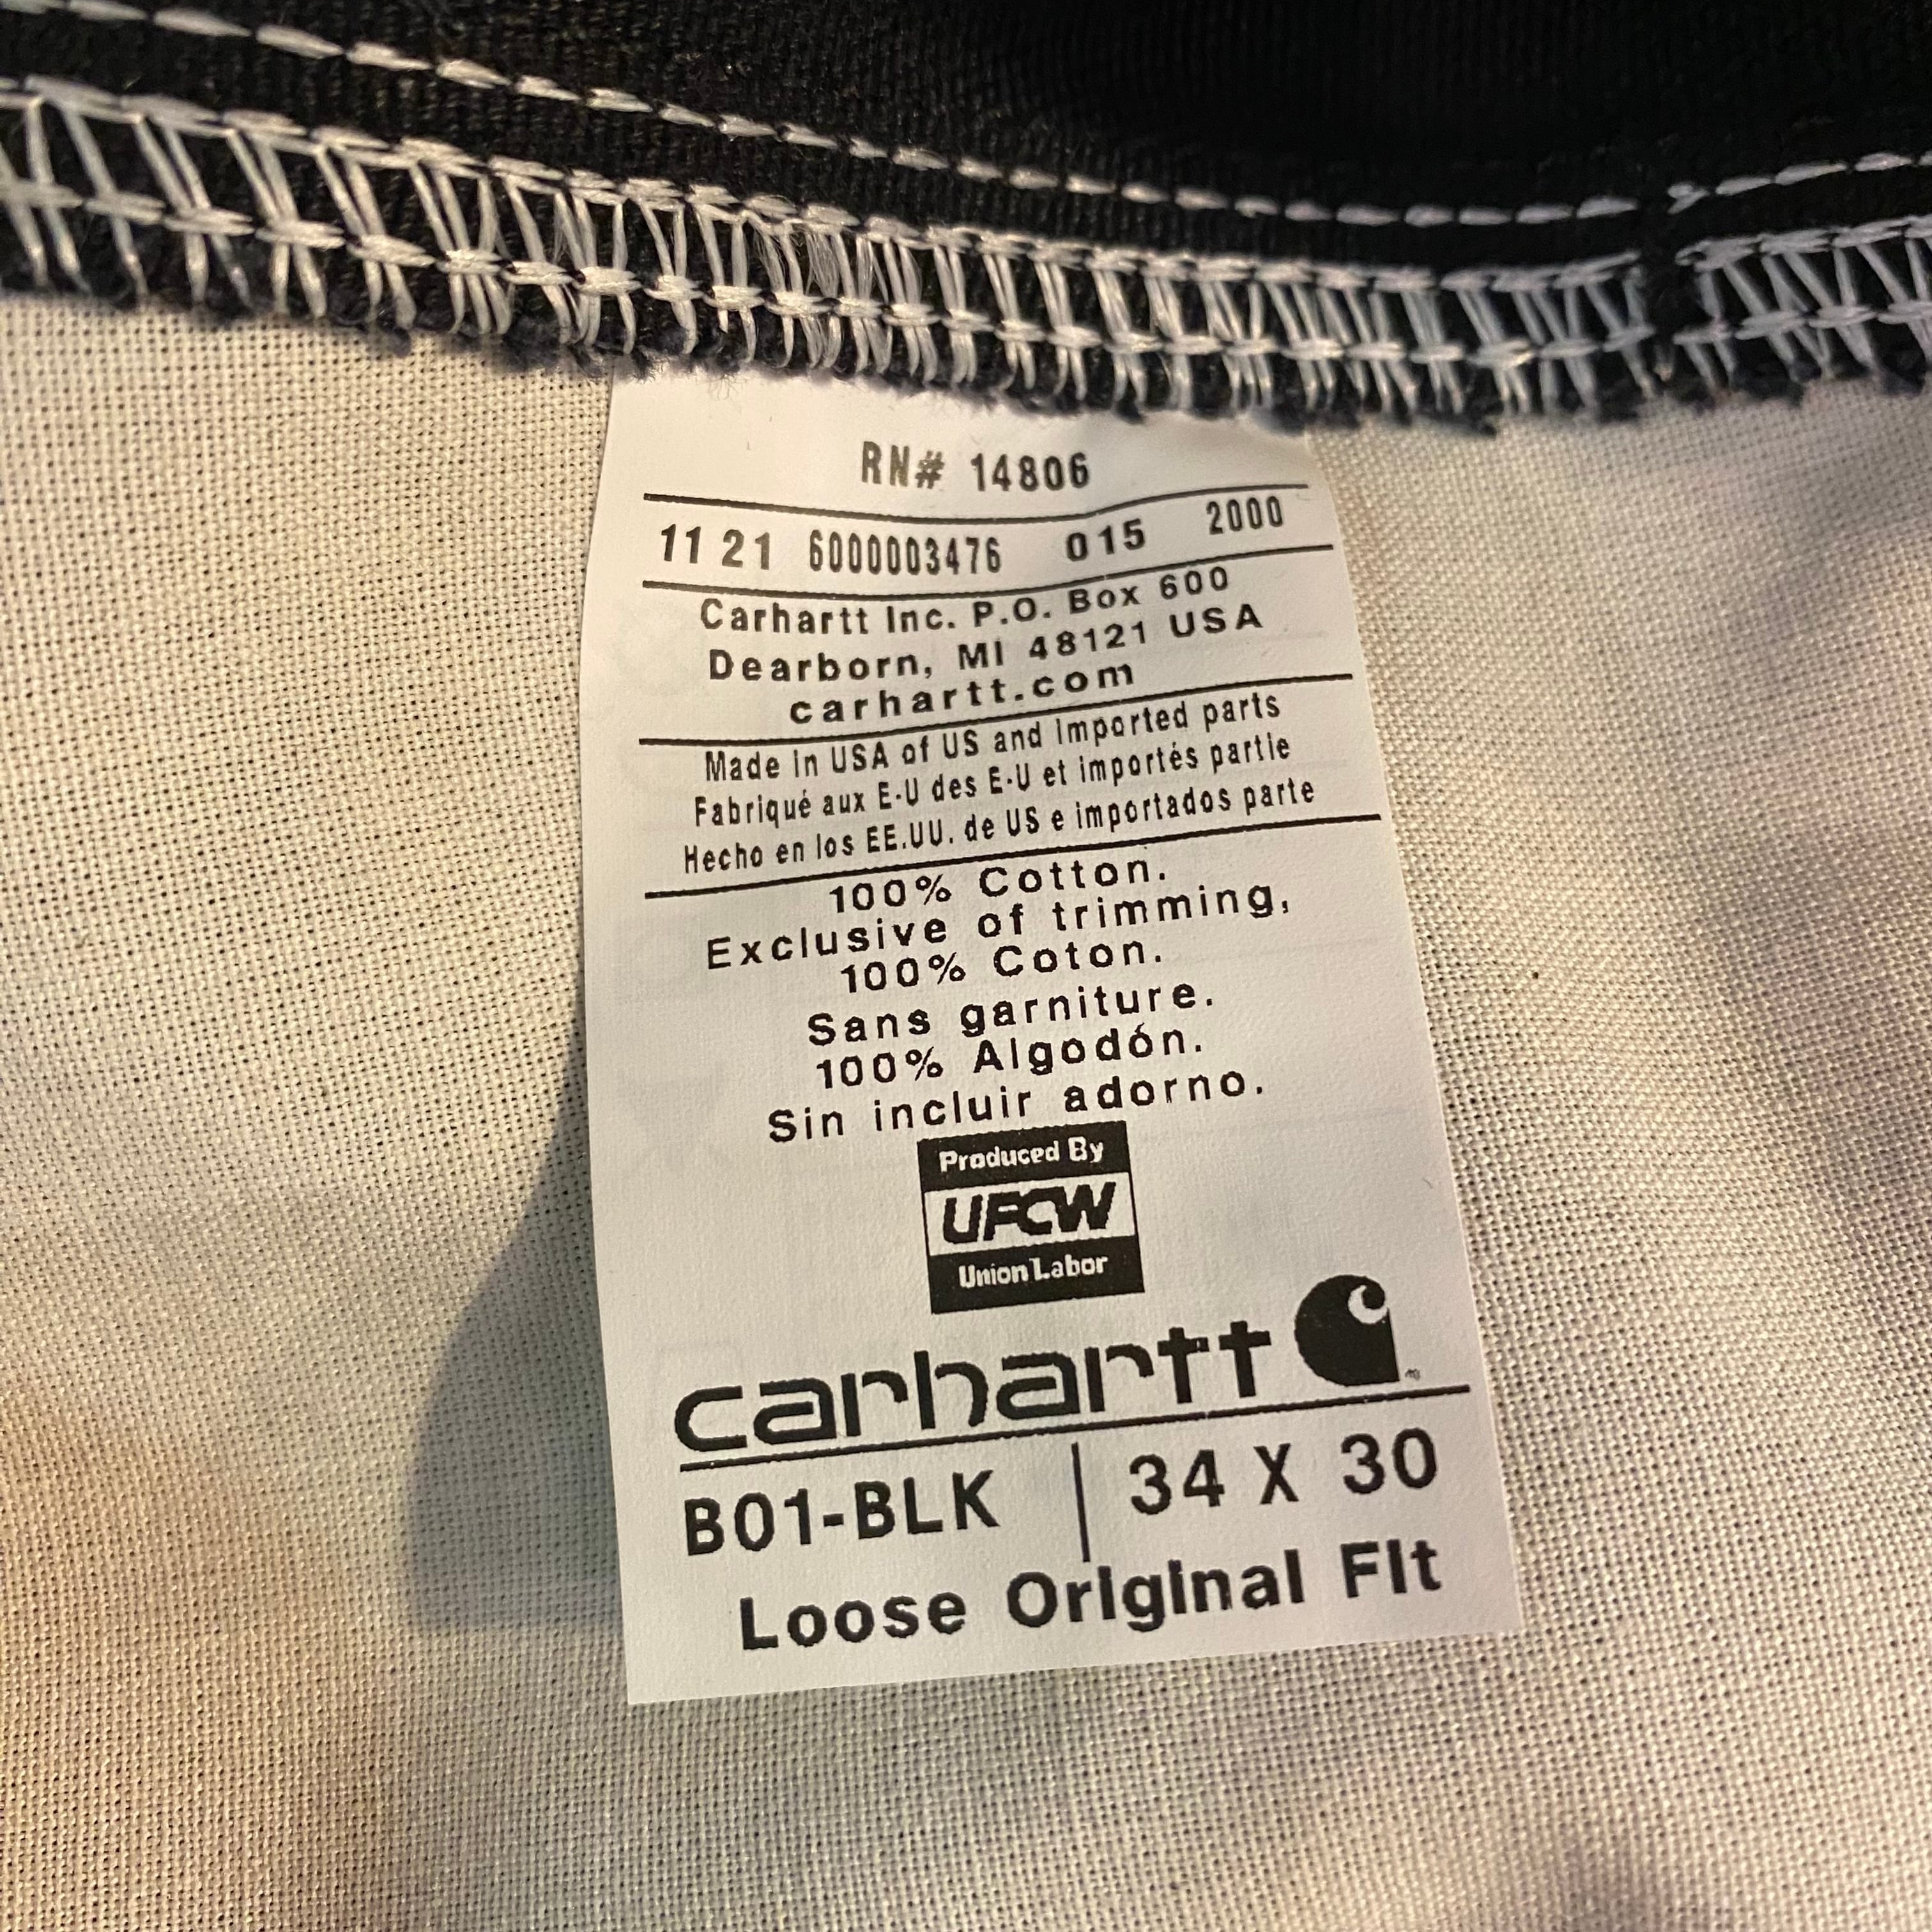 RN# 14806
11 21 6000003476 015 2000
Carhartt Inc. P.O. Box 600
Dearborn, MI 48121 USA
carhartt.com
Made in USA of US and Imported parts
Fabriqué aux E-U des E-U et importés partie
Hecho en los EE.UU. de US e importados parte
100% Cotton.
Exclusive of trimming,
100% Coton.
Sans garniture.
100% Algodón.
Sin incluir adorno.
Produced By
UFCW
Union Labor
carhartt
B01-BLK | 34 X 30
Loose Original Fit